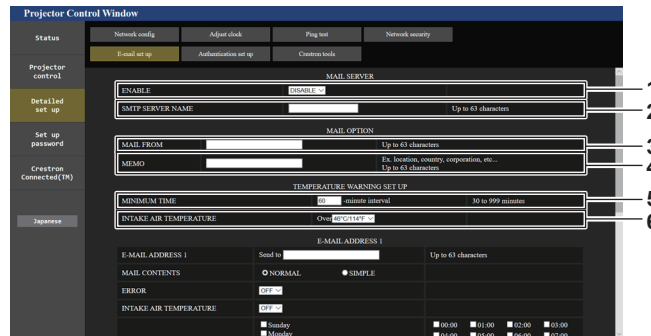 Projector Control Window
Status
Network config
Adjust clock
Ping test
Network security
E-mail set up
Authentication set up
Crestron tools
Projector control
Detailed set up
Set up password
Crestron Connected(TM)
Japanese
MAIL SERVER
ENABLE DISABLE 1
SMTP SERVER NAME Up to 63 characters 2
MAIL OPTION
MAIL FROM Up to 63 characters 3
MEMO Ex. location, country, corporation, etc... 4
Up to 63 characters
TEMPERATURE WARNING SET UP
MINIMUM TIME 60 -minute interval 30 to 999 minutes 5
INTAKE AIR TEMPERATURE Over 46°C/114°F 6
E-MAIL ADDRESS 1
E-MAIL ADDRESS 1 Send to Up to 63 characters
MAIL CONTENTS NORMAL SIMPLE
ERROR OFF
INTAKE AIR TEMPERATURE OFF
Sunday 00:00 01:00 02:00 03:00
Monday 04:00 05:00 06:00 07:00